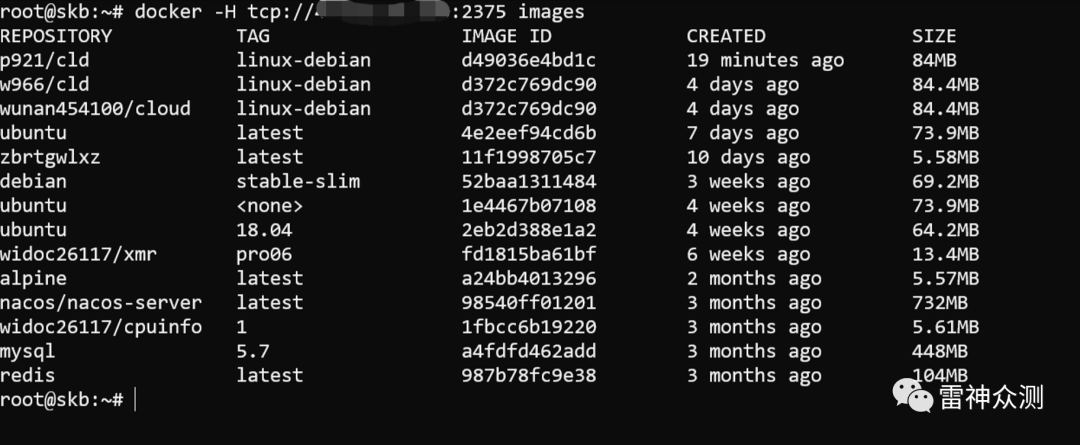 root@skb:~# docker -H tcp://4 :2375 images
REPOSITORY TAG IMAGE ID CREATED SIZE
p921/cld linux-debian d49036e4bd1c 19 minutes ago 84MB
w966/cld linux-debian d372c769dc90 4 days ago 84.4MB
wunan454100/cloud linux-debian d372c769dc90 4 days ago 84.4MB
ubuntu latest 4e2eef94cd6b 7 days ago 73.9MB
zbrtgwlxz latest 11f1998705c7 10 days ago 5.58MB
debian stable-slim 52baa1311484 3 weeks ago 69.2MB
ubuntu <none> 1e4467b07108 4 weeks ago 73.9MB
ubuntu 18.04 2eb2d388e1a2 4 weeks ago 64.2MB
widoc26117/xmr pro06 fd1815ba61bf 6 weeks ago 13.4MB
alpine latest a24bb4013296 2 months ago 5.57MB
nacos/nacos-server latest 98540ff01201 3 months ago 732MB
widoc26117/cpuinfo 1 1fbcc6b19220 3 months ago 5.61MB
mysql 5.7 a4fdfd462add 3 months ago 448MB
redis latest 987b78fc9e38 3 months ago 104MB
root@skb:~#
雷神众测